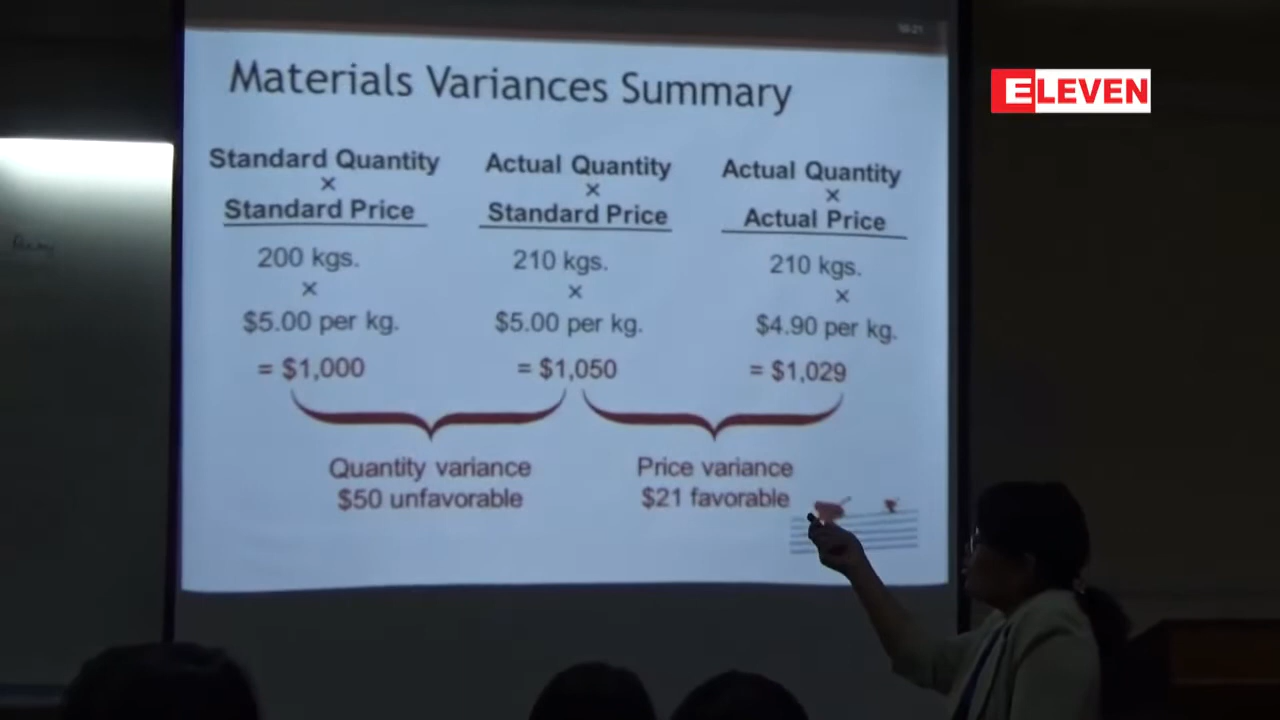 Materials Variances Summary
ELEVEN
Standard Quantity
×
Standard Price
200 kgs.
×
$5.00 per kg.
= $1,000
Actual Quantity
×
Standard Price
210 kgs.
×
$5.00 per kg.
= $1,050
Actual Quantity
×
Actual Price
210 kgs.
×
$4.90 per kg.
= $1,029
Quantity variance
$50 unfavorable
Price variance
$21 favorable